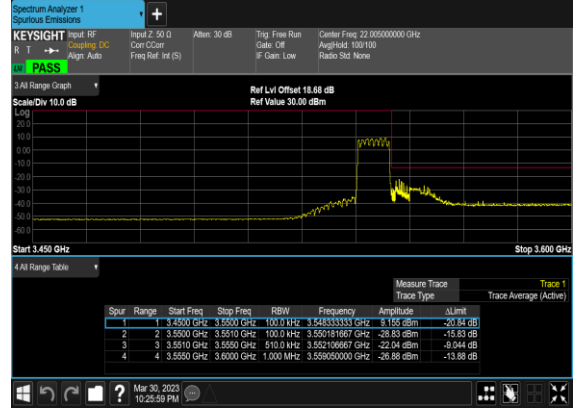 Spectrum Analyzer 1
Spurious Emissions
+
KEYSIGHT Input: RF Input Z: 50 Ω Atten: 30 dB Trig: Free Run Center Freq: 22.005000000 GHz
R T Coupling: DC Corr CCorr Gate: Off Avg|Hold: 100/100
Align: Auto Freq Ref: Int (S) IF Gain: Low Radio Std: None
PASS
3 All Range Graph
Ref Lvl Offset 18.68 dB
Scale/Div 10.0 dB Ref Value 30.00 dBm
Log
20.0
10.0
0.00
-10.0
-20.0
-30.0
-40.0
-50.0
-60.0
Start 3.450 GHz Stop 3.600 GHz
4 All Range Table
Measure Trace Trace 1
Trace Type Trace Average (Active)
Spur Range Start Freq Stop Freq RBW Frequency Amplitude ΔLimit
1 1 3.4500 GHz 3.5500 GHz 100.0 kHz 3.548333333 GHz 9.155 dBm -20.84 dB
2 2 3.5500 GHz 3.5510 GHz 100.0 kHz 3.550181667 GHz -28.83 dBm -15.83 dB
3 3 3.5510 GHz 3.5550 GHz 510.0 kHz 3.552106667 GHz -22.04 dBm -9.044 dB
4 4 3.5550 GHz 3.6000 GHz 1.000 MHz 3.559050000 GHz -26.88 dBm -13.88 dB
? Mar 30, 2023
10:25:59 PM